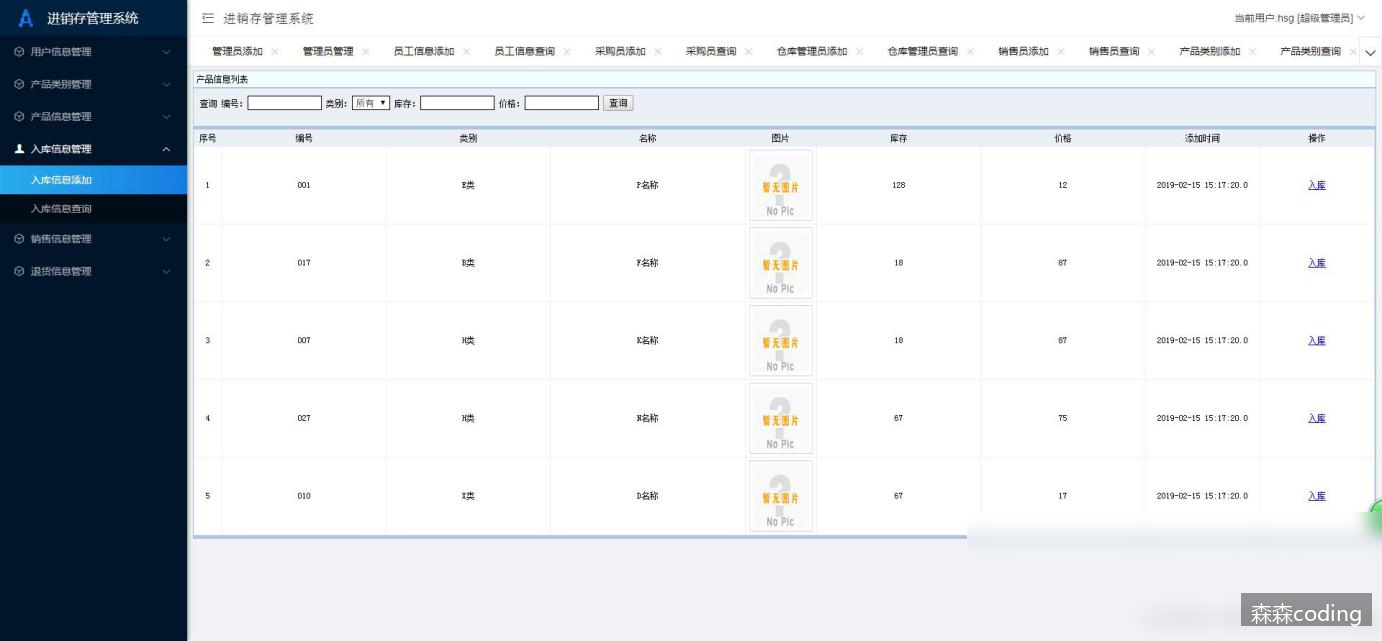 进销存管理系统
进销存管理系统
当前用户:hsg [超级管理员]
用户信息管理
产品类别管理
产品信息管理
入库信息管理
入库信息添加
入库信息查询
销售信息管理
退货信息管理
管理员添加 管理员管理 员工信息添加 员工信息查询 采购员添加 采购员查询 仓库管理员添加 仓库管理员查询 销售员添加 销售员查询 产品类别添加 产品类别查询
产品信息列表
查询 编号: 类别: 所有 库存: 价格: 查询
序号 编号 类别 名称 图片 库存 价格 添加时间 操作
1 001 E类 P名称 暂无图片 No Pic 128 12 2019-02-15 15:17:20.0 入库
2 017 B类 F名称 暂无图片 No Pic 18 87 2019-02-15 15:17:20.0 入库
3 007 H类 K名称 暂无图片 No Pic 18 87 2019-02-15 15:17:20.0 入库
4 027 H类 N名称 暂无图片 No Pic 67 75 2019-02-15 15:17:20.0 入库
5 010 X类 D名称 暂无图片 No Pic 67 17 2019-02-15 15:17:20.0 入库
森森coding